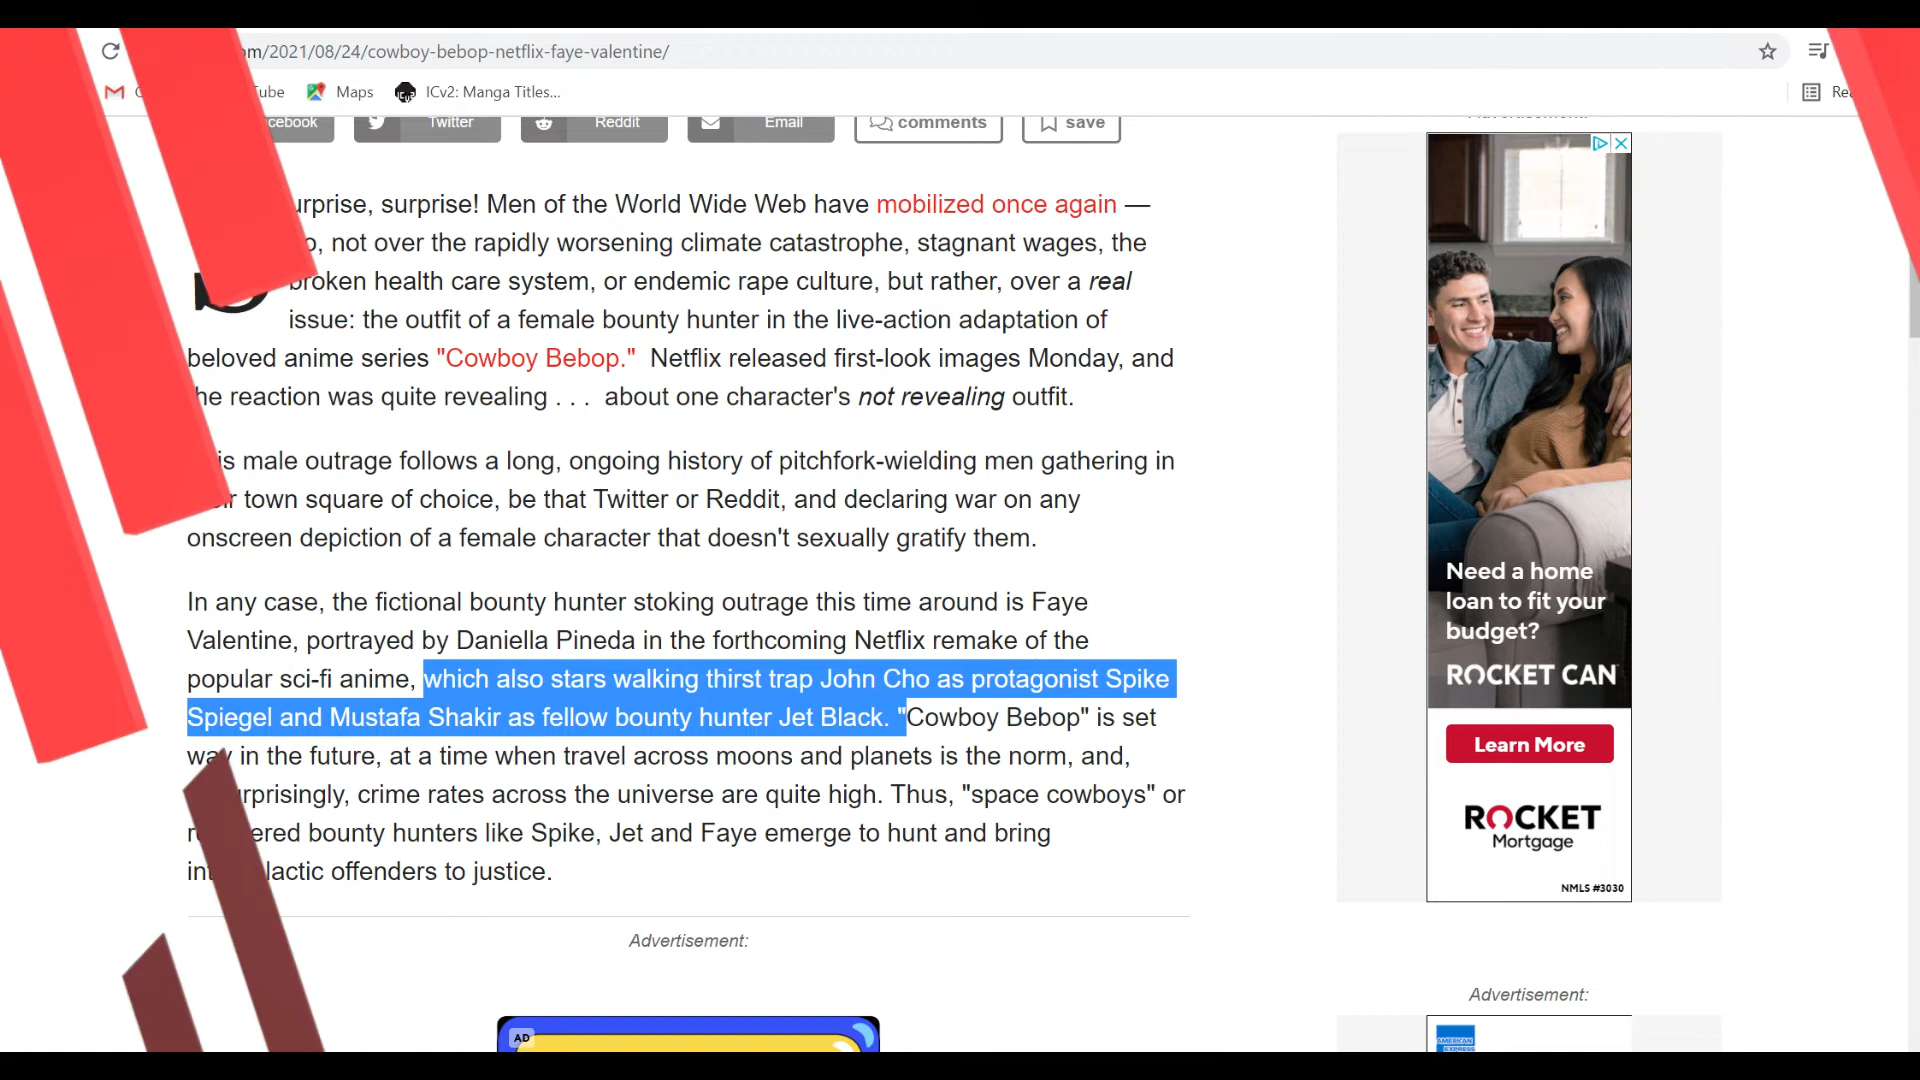 om/2021/08/24/cowboy-bebop-netflix-faye-valentine/
Tube Maps ICv2: Manga Titles...
cebook Twitter Reddit Email comments save
urprise, surprise! Men of the World Wide Web have mobilized once again —
o, not over the rapidly worsening climate catastrophe, stagnant wages, the
broken health care system, or endemic rape culture, but rather, over a real
issue: the outfit of a female bounty hunter in the live-action adaptation of
beloved anime series "Cowboy Bebop." Netflix released first-look images Monday, and
he reaction was quite revealing . . . about one character's not revealing outfit.
is male outrage follows a long, ongoing history of pitchfork-wielding men gathering in
town square of choice, be that Twitter or Reddit, and declaring war on any
onscreen depiction of a female character that doesn't sexually gratify them.
In any case, the fictional bounty hunter stoking outrage this time around is Faye
Valentine, portrayed by Daniella Pineda in the forthcoming Netflix remake of the
popular sci-fi anime, which also stars walking thirst trap John Cho as protagonist Spike
Spiegel and Mustafa Shakir as fellow bounty hunter Jet Black. "Cowboy Bebop" is set
way in the future, at a time when travel across moons and planets is the norm, and,
urprisingly, crime rates across the universe are quite high. Thus, "space cowboys" or
ered bounty hunters like Spike, Jet and Faye emerge to hunt and bring
lactic offenders to justice.
Advertisement:
AD
Need a home
loan to fit your
budget?
ROCKET CAN
Learn More
ROCKET
Mortgage
NMLS #3030
Advertisement:
AMERICAN
EXPRESS